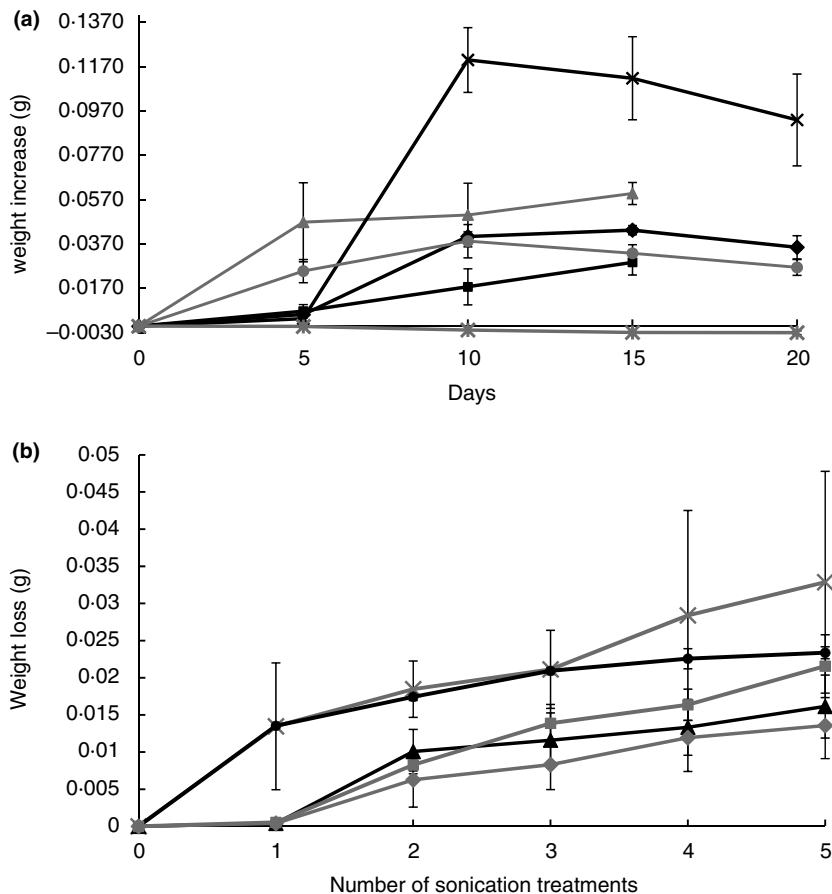 (a)
0·1370
0·1170
0·0970
0·0770
0·0570
0·0370
0·0170
–0·0030
weight increase (g)
0 5 10 15 20
Days
(b)
0·05
0·045
0·04
0·035
0·03
0·025
0·02
0·015
0·01
0·005
0
Weight loss (g)
0 1 2 3 4 5
Number of sonication treatments